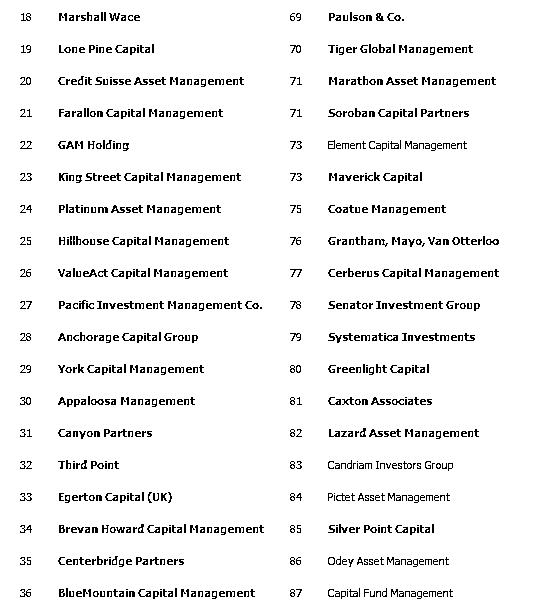 18 Marshall Wace 69 Paulson & Co.
19 Lone Pine Capital 70 Tiger Global Management
20 Credit Suisse Asset Management 71 Marathon Asset Management
21 Farallon Capital Management 71 Soroban Capital Partners
22 GAM Holding 73 Element Capital Management
23 King Street Capital Management 73 Maverick Capital
24 Platinum Asset Management 75 Coatue Management
25 Hillhouse Capital Management 76 Grantham, Mayo, Van Otterloo
26 ValueAct Capital Management 77 Cerberus Capital Management
27 Pacific Investment Management Co. 78 Senator Investment Group
28 Anchorage Capital Group 79 Systematica Investments
29 York Capital Management 80 Greenlight Capital
30 Appaloosa Management 81 Caxton Associates
31 Canyon Partners 82 Lazard Asset Management
32 Third Point 83 Candriam Investors Group
33 Egerton Capital (UK) 84 Pictet Asset Management
34 Brevan Howard Capital Management 85 Silver Point Capital
35 Centerbridge Partners 86 Odey Asset Management
36 BlueMountain Capital Management 87 Capital Fund Management